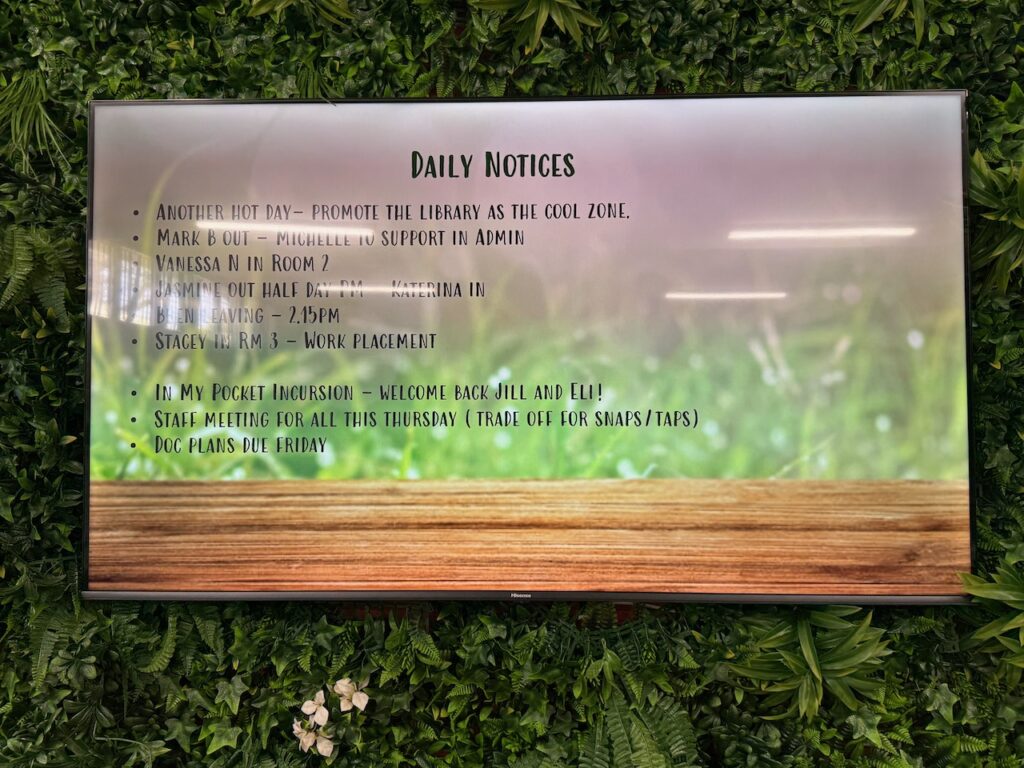 Daily Notices
• Another hot day – promote the library as the cool zone.
• Mark B out – Michelle to support in Admin
• Vanessa N in Room 2
• Jasmine out half day PM – Katerina in
• leaving – 2.15pm
• Stacey in Rm 3 – Work placement
• In My Pocket Incursion – welcome back Jill and Eli!
• Staff meeting for all this thursday ( trade off for snaps/taps)
• Doc plans due friday
Hisense